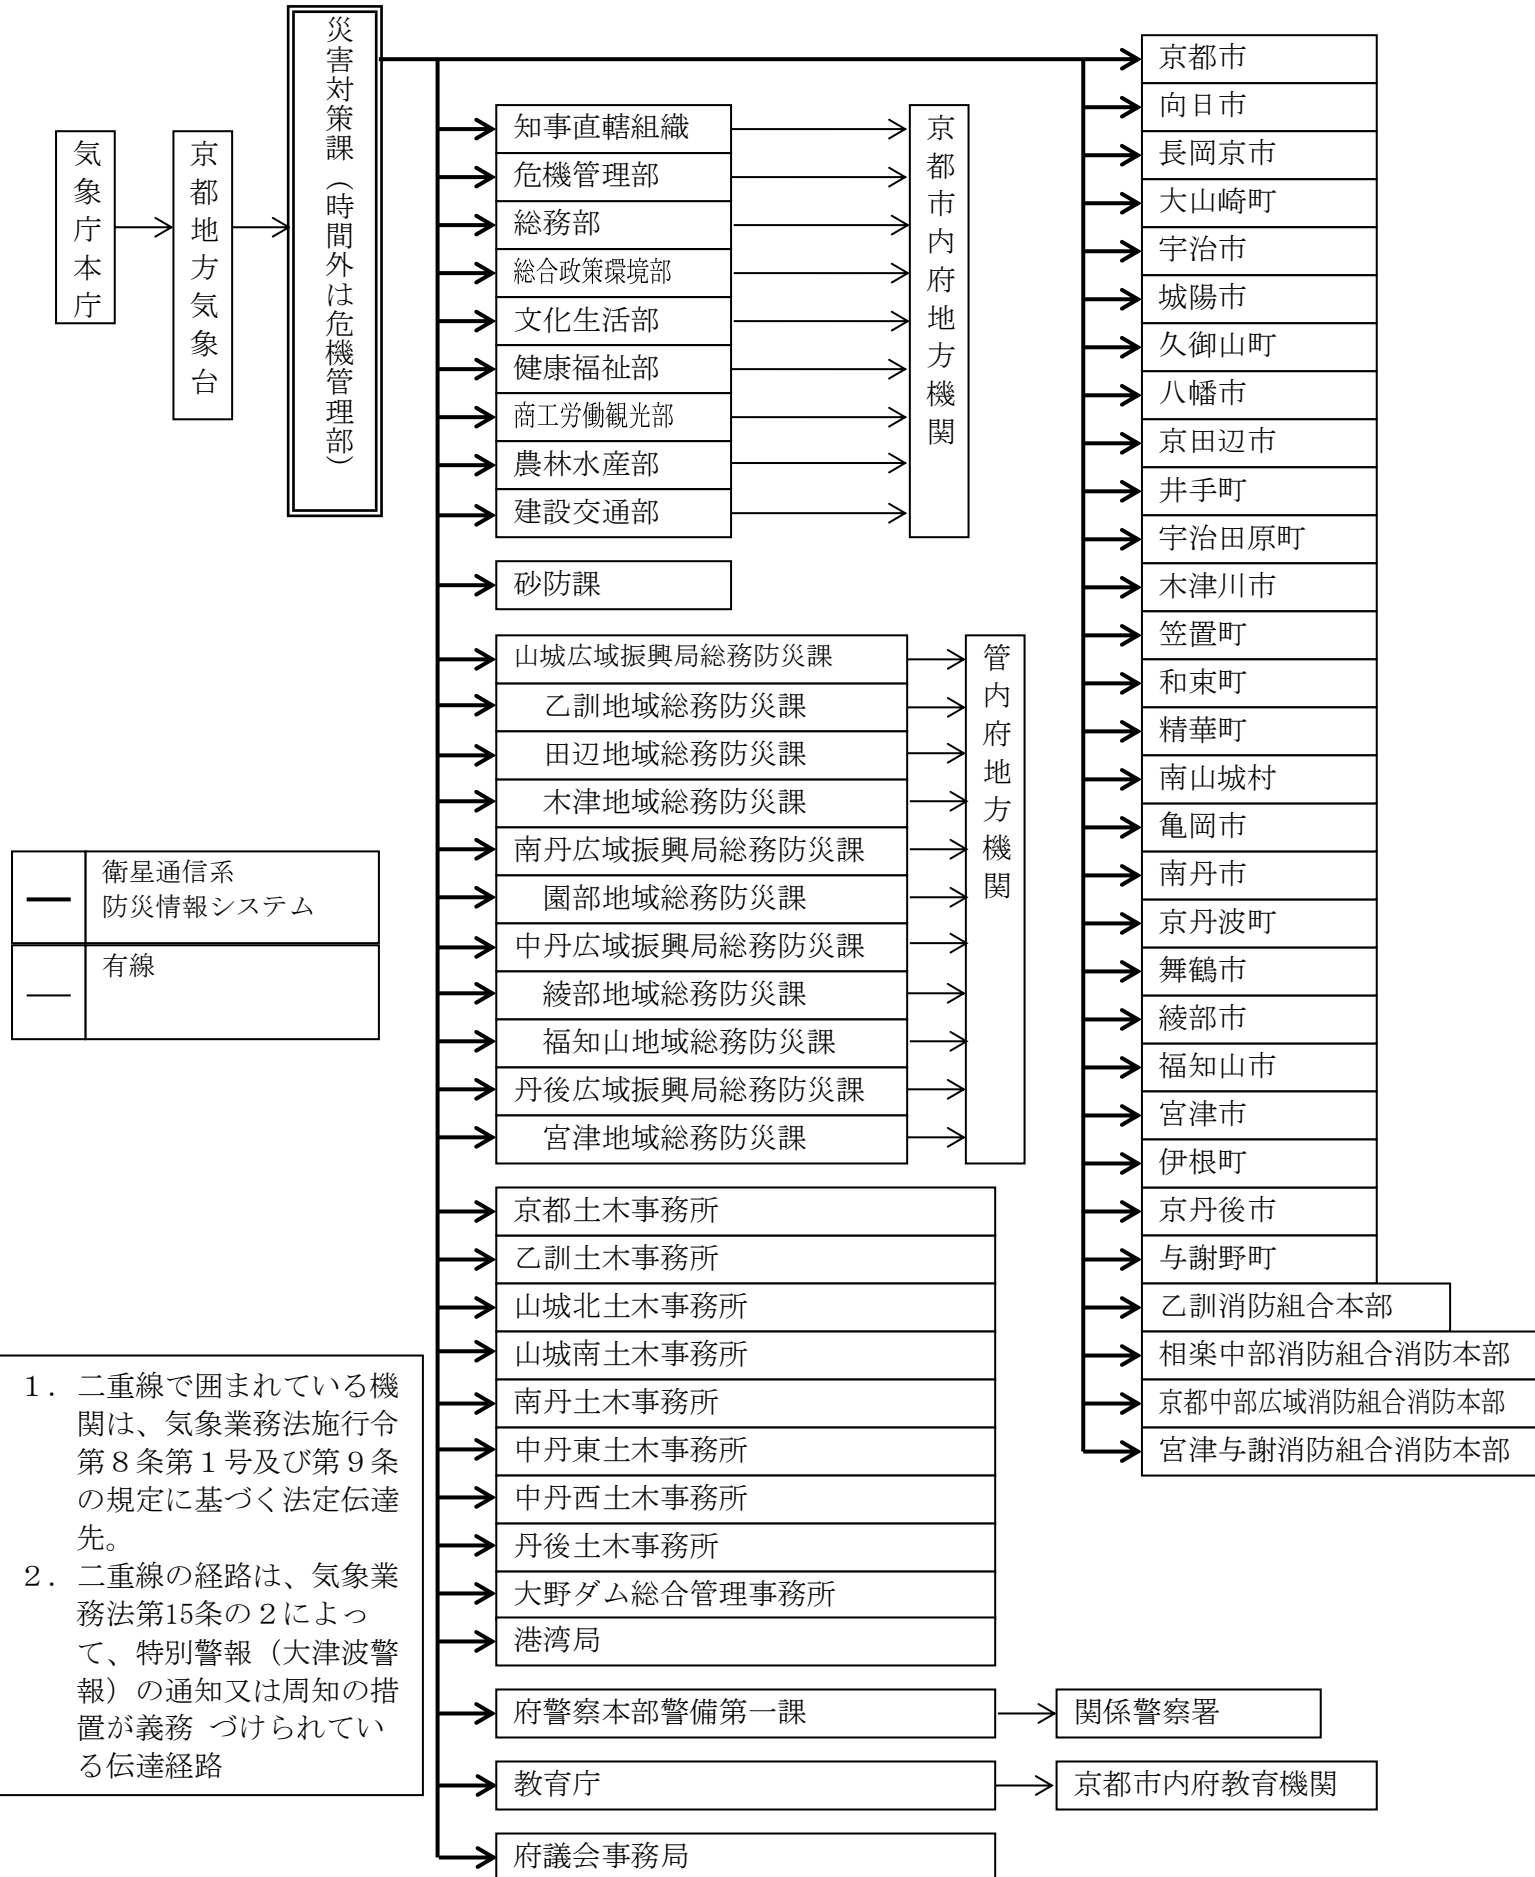 気象庁本庁
京都地方気象台
災害対策課（時間外は危機管理部）
知事直轄組織
危機管理部
総務部
総合政策環境部
文化生活部
健康福祉部
商工労働観光部
農林水産部
建設交通部
京都市内府地方機関
砂防課
山城広域振興局総務防災課
乙訓地域総務防災課
田辺地域総務防災課
木津地域総務防災課
南丹広域振興局総務防災課
園部地域総務防災課
中丹広域振興局総務防災課
綾部地域総務防災課
福知山地域総務防災課
丹後広域振興局総務防災課
宮津地域総務防災課
管内府地方機関
京都土木事務所
乙訓土木事務所
山城北土木事務所
山城南土木事務所
南丹土木事務所
中丹東土木事務所
中丹西土木事務所
丹後土木事務所
大野ダム総合管理事務所
港湾局
府警察本部警備第一課
関係警察署
教育庁
京都市内府教育機関
府議会事務局
京都市
向日市
長岡京市
大山崎町
宇治市
城陽市
久御山町
八幡市
京田辺市
井手町
宇治田原町
木津川市
笠置町
和束町
精華町
南山城村
亀岡市
南丹市
京丹波町
舞鶴市
綾部市
福知山市
宮津市
伊根町
京丹後市
与謝野町
乙訓消防組合本部
相楽中部消防組合消防本部
京都中部広域消防組合消防本部
宮津与謝消防組合消防本部
衛星通信系
防災情報システム
有線
１．二重線で囲まれている機
関は、気象業務法施行令
第８条第１号及び第９条
の規定に基づく法定伝達
先。
２．二重線の経路は、気象業
務法第15条の２によっ
て、特別警報（大津波警
報）の通知又は周知の措
置が義務 づけられてい
る伝達経路